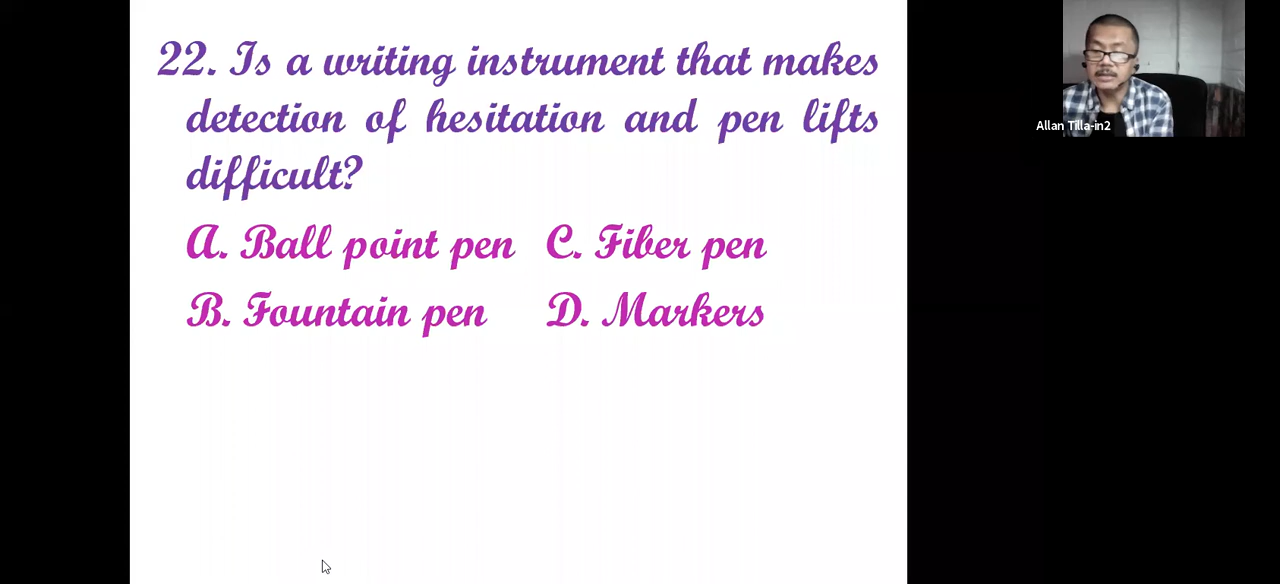 22. Is a writing instrument that makes
detection of hesitation and pen lifts
difficult?
A. Ball point pen C. Fiber pen
B. Fountain pen D. Markers
Allan Tilla-in2